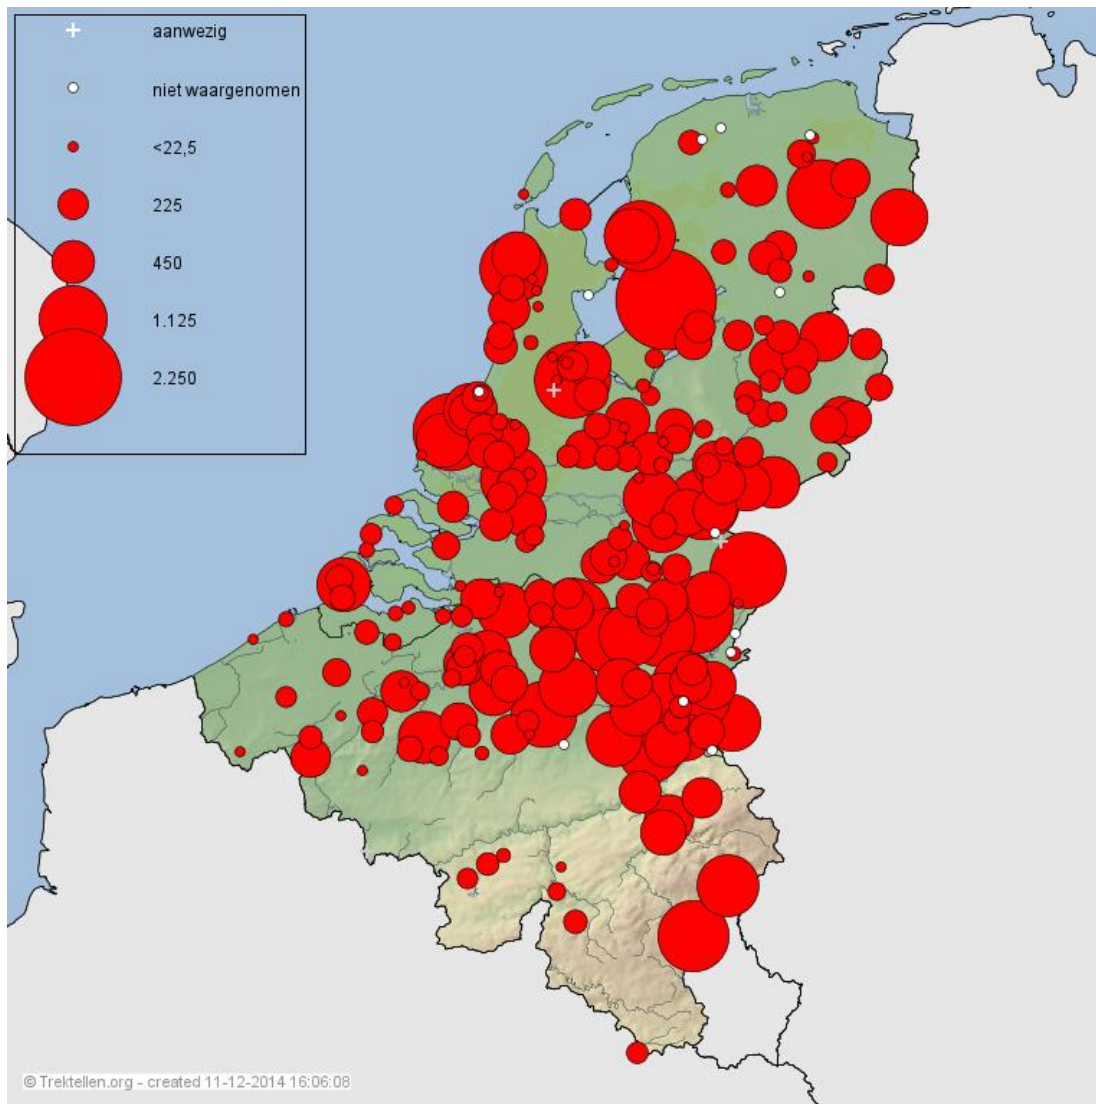 aanwezig
niet waargenomen
<22,5
225
450
1.125
2.250
© Trektellen.org - created 11-12-2014 16:06:08